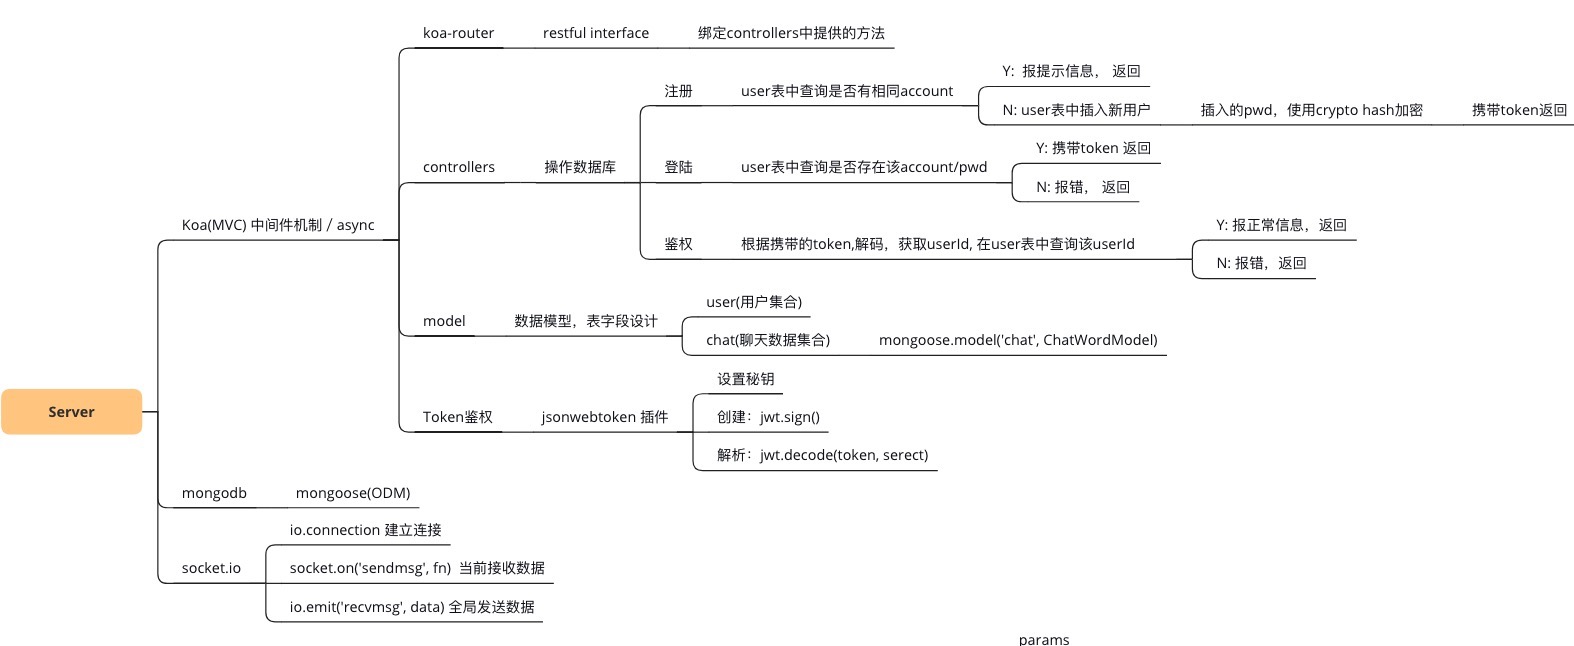 koa-router
restful interface
绑定controllers中提供的方法
Y:  报提示信息， 返回
注册
user表中查询是否有相同account
N: user表中插入新用户
插入的pwd，使用crypto hash加密
携带token返回
Y: 携带token 返回
controllers
操作数据库
登陆
user表中查询是否存在该account/pwd
N: 报错， 返回
Koa(MVC) 中间件机制 / async
Y: 报正常信息，返回
鉴权
根据携带的token,解码，获取userId, 在user表中查询该userId
N: 报错，返回
user(用户集合)
model
数据模型，表字段设计
chat(聊天数据集合)
mongoose.model('chat', ChatWordModel)
设置秘钥
Server
Token鉴权
jsonwebtoken 插件
创建：jwt.sign()
解析：jwt.decode(token, serect)
mongodb
mongoose(ODM)
io.connection 建立连接
socket.io
socket.on('sendmsg', fn)  当前接收数据
io.emit('recvmsg', data) 全局发送数据
params